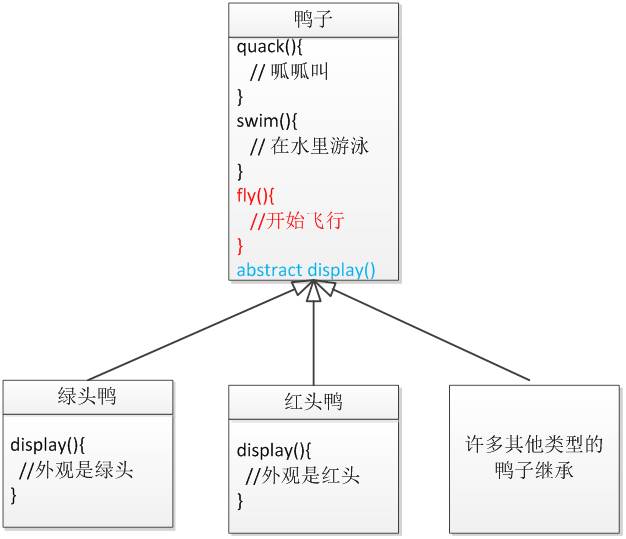 鸭子
quack(){
// 呱呱叫
}
swim(){
// 在水里游泳
}
fly(){
//开始飞行
}
abstract display()
绿头鸭
display(){
//外观是绿头
}
红头鸭
display(){
//外观是红头
}
许多其他类型的
鸭子继承